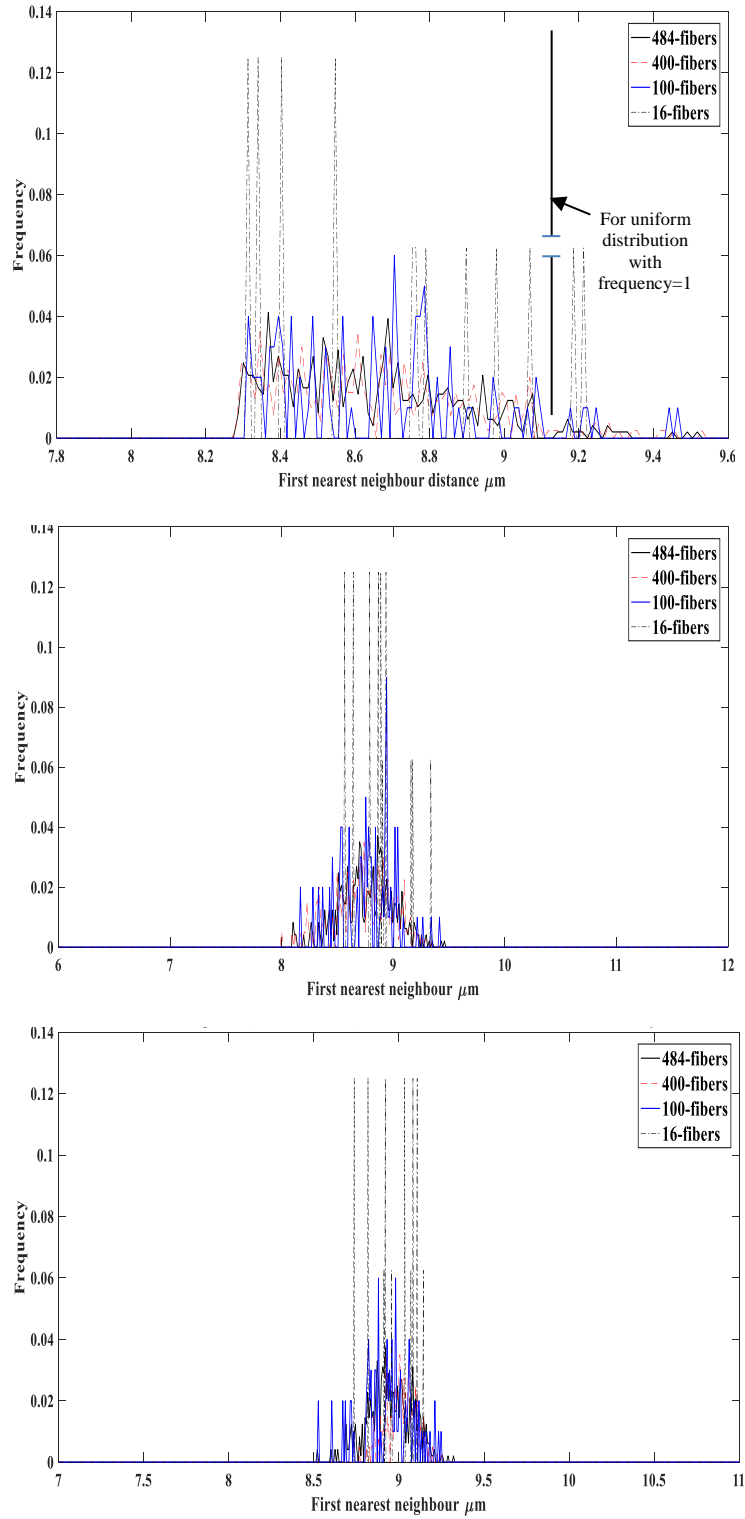 0.14
0.12
0.1
0.08
0.06
0.04
0.02
0
Frequency
484-fibers
400-fibers
100-fibers
16-fibers
For uniform
distribution
with
frequency=1
7.8 8 8.2 8.4 8.6 8.8 9 9.2 9.4 9.6
First nearest neighbour distance μm
0.14
0.12
0.1
0.08
0.06
0.04
0.02
0
Frequency
484-fibers
400-fibers
100-fibers
16-fibers
6 7 8 9 10 11 12
First nearest neighbour μm
0.14
0.12
0.1
0.08
0.06
0.04
0.02
0
Frequency
484-fibers
400-fibers
100-fibers
16-fibers
7 7.5 8 8.5 9 9.5 10 10.5 11
First nearest neighbour μm